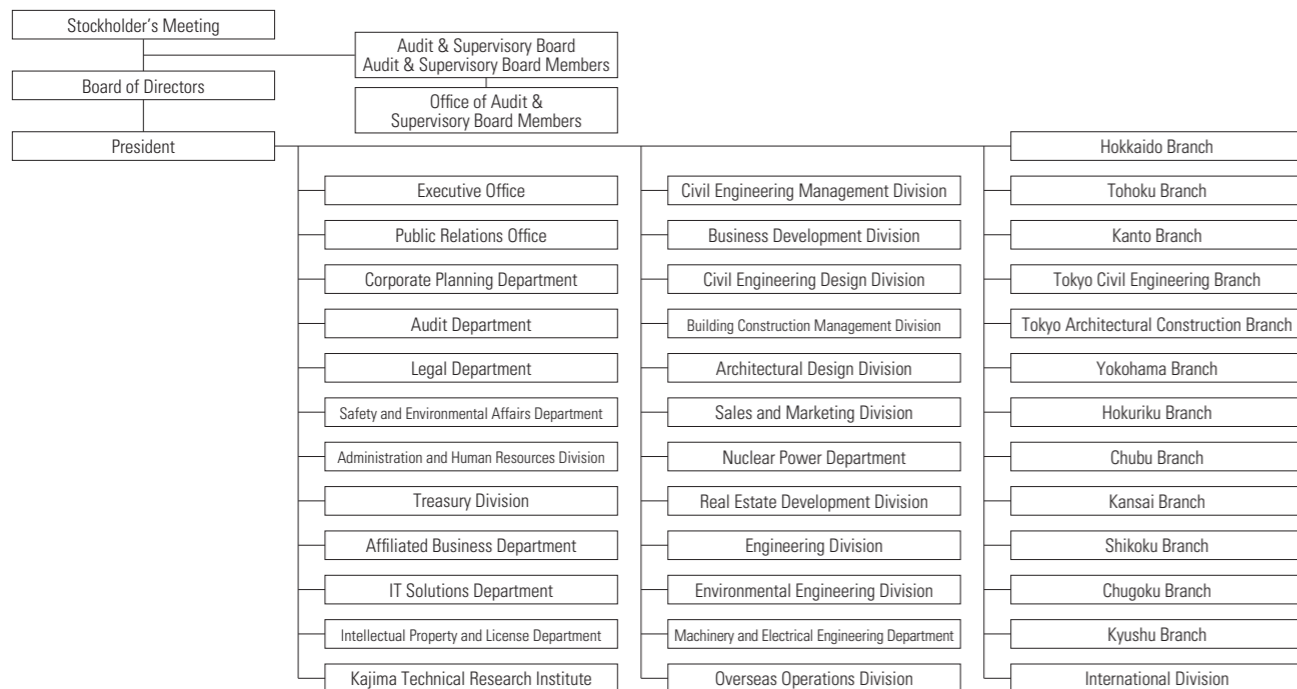 Stockholder's Meeting
Audit & Supervisory Board
Audit & Supervisory Board Members
Board of Directors
Office of Audit &
Supervisory Board Members
President
Executive Office
Public Relations Office
Corporate Planning Department
Audit Department
Legal Department
Safety and Environmental Affairs Department
Administration and Human Resources Division
Treasury Division
Affiliated Business Department
IT Solutions Department
Intellectual Property and License Department
Kajima Technical Research Institute
Civil Engineering Management Division
Business Development Division
Civil Engineering Design Division
Building Construction Management Division
Architectural Design Division
Sales and Marketing Division
Nuclear Power Department
Real Estate Development Division
Engineering Division
Environmental Engineering Division
Machinery and Electrical Engineering Department
Overseas Operations Division
Hokkaido Branch
Tohoku Branch
Kanto Branch
Tokyo Civil Engineering Branch
Tokyo Architectural Construction Branch
Yokohama Branch
Hokuriku Branch
Chubu Branch
Kansai Branch
Shikoku Branch
Chugoku Branch
Kyushu Branch
International Division